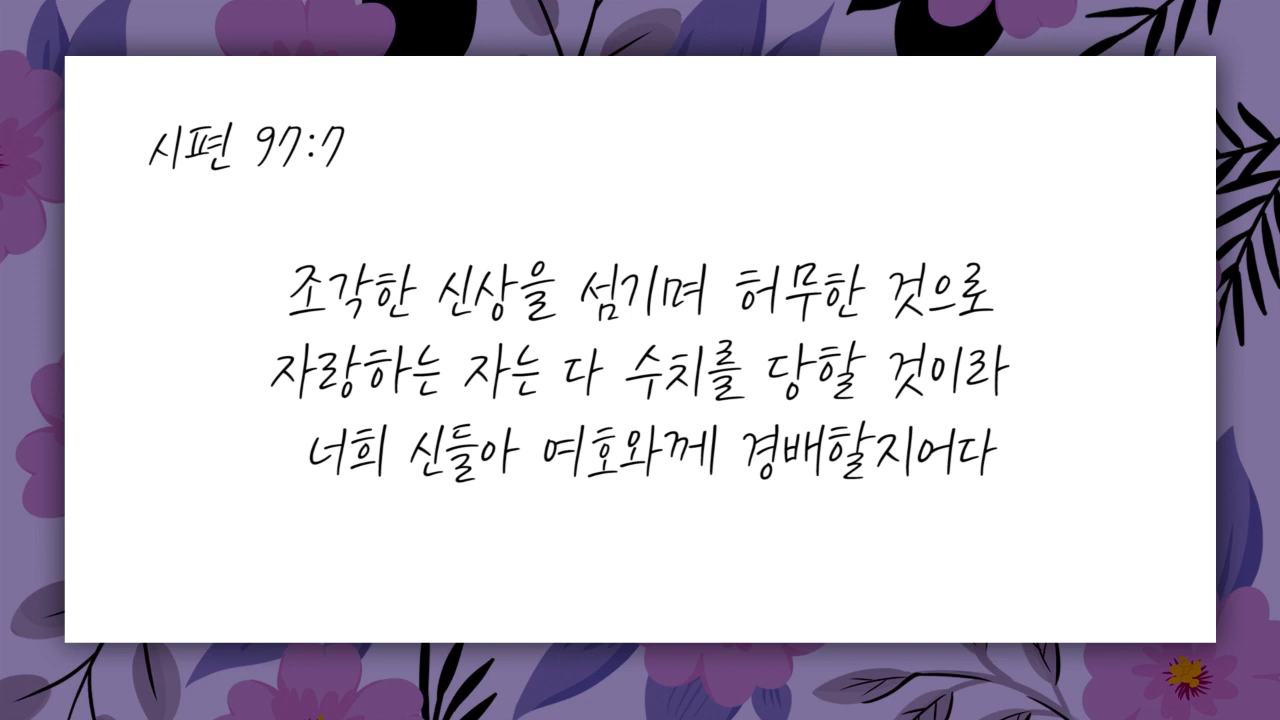 시편 97:7
조각한 신상을 섬기며 허무한 것으로
자랑하는 자는 다 수치를 당할 것이라
너희 신들아 여호와께 경배할지어다